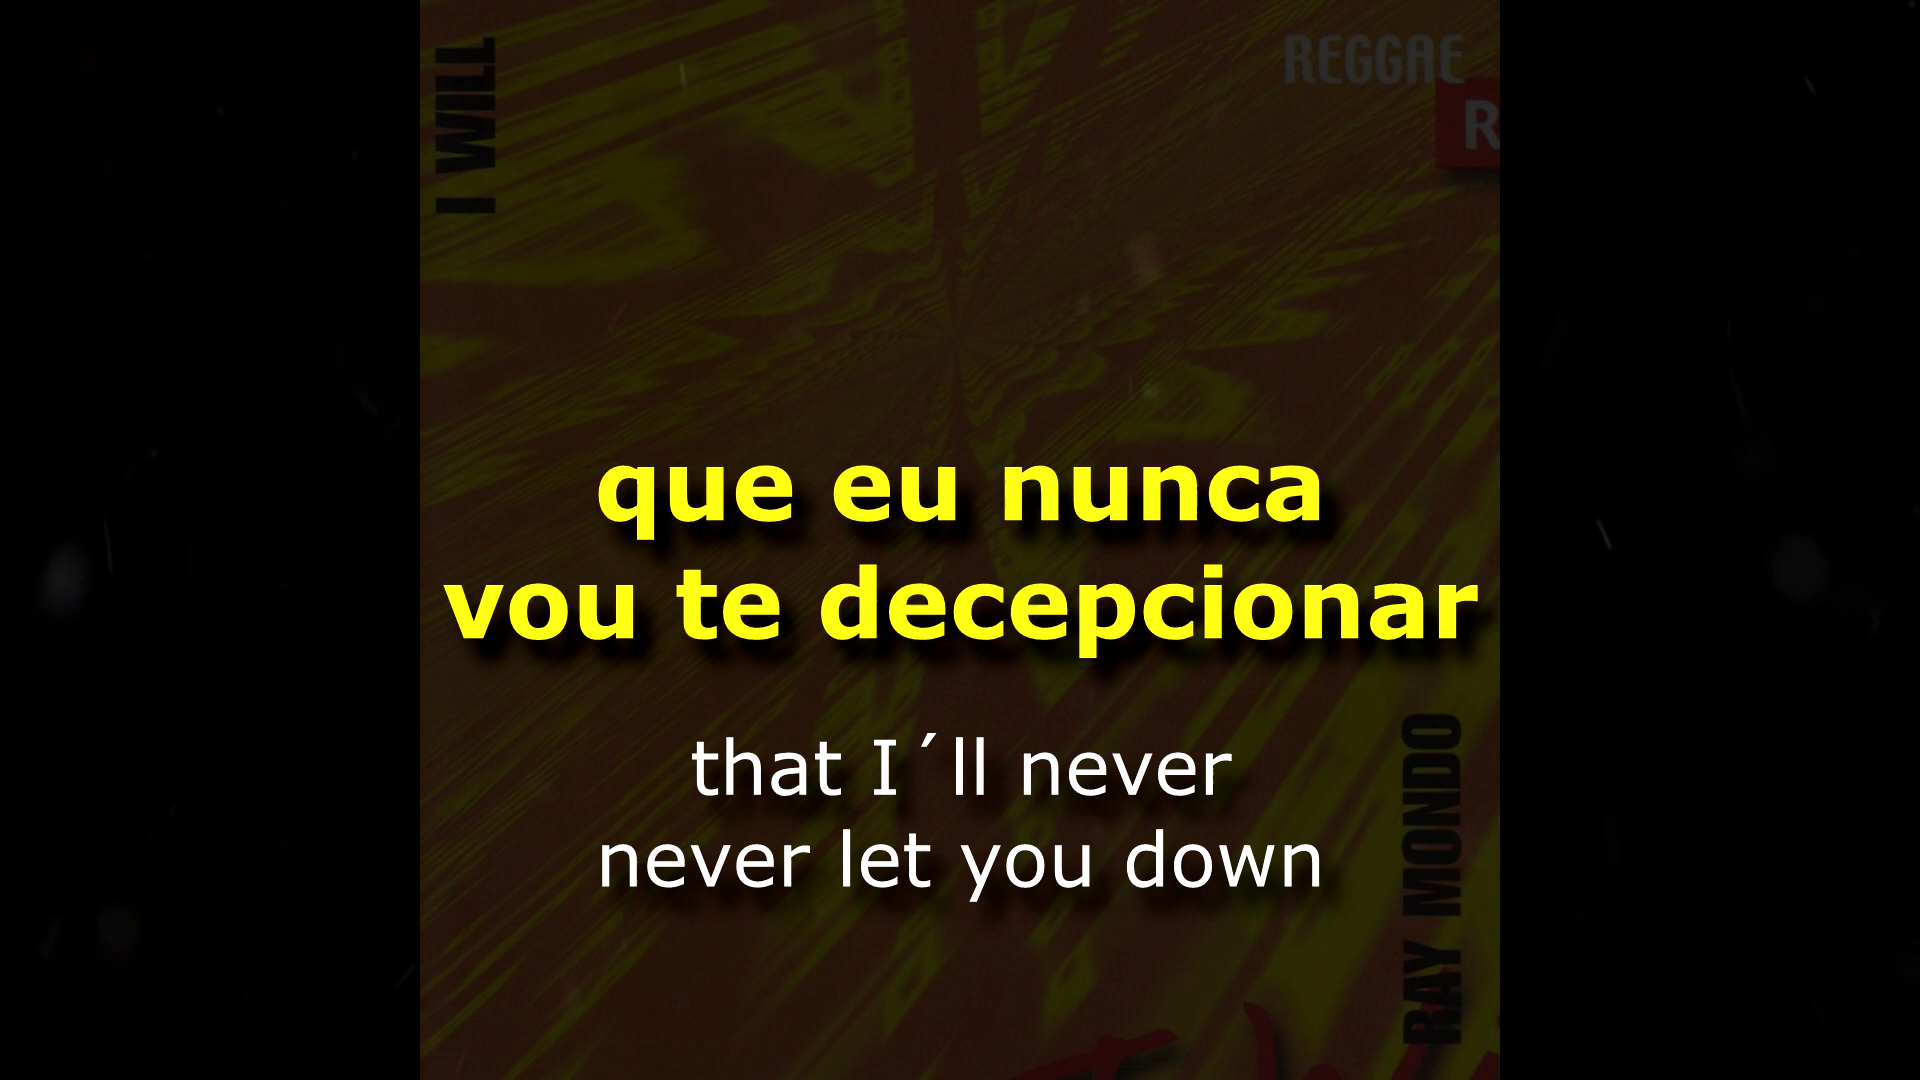 I WILL
REGGAE
R
que eu nunca
vou te decepcionar
that I´ll never
never let you down
RAY MONDO